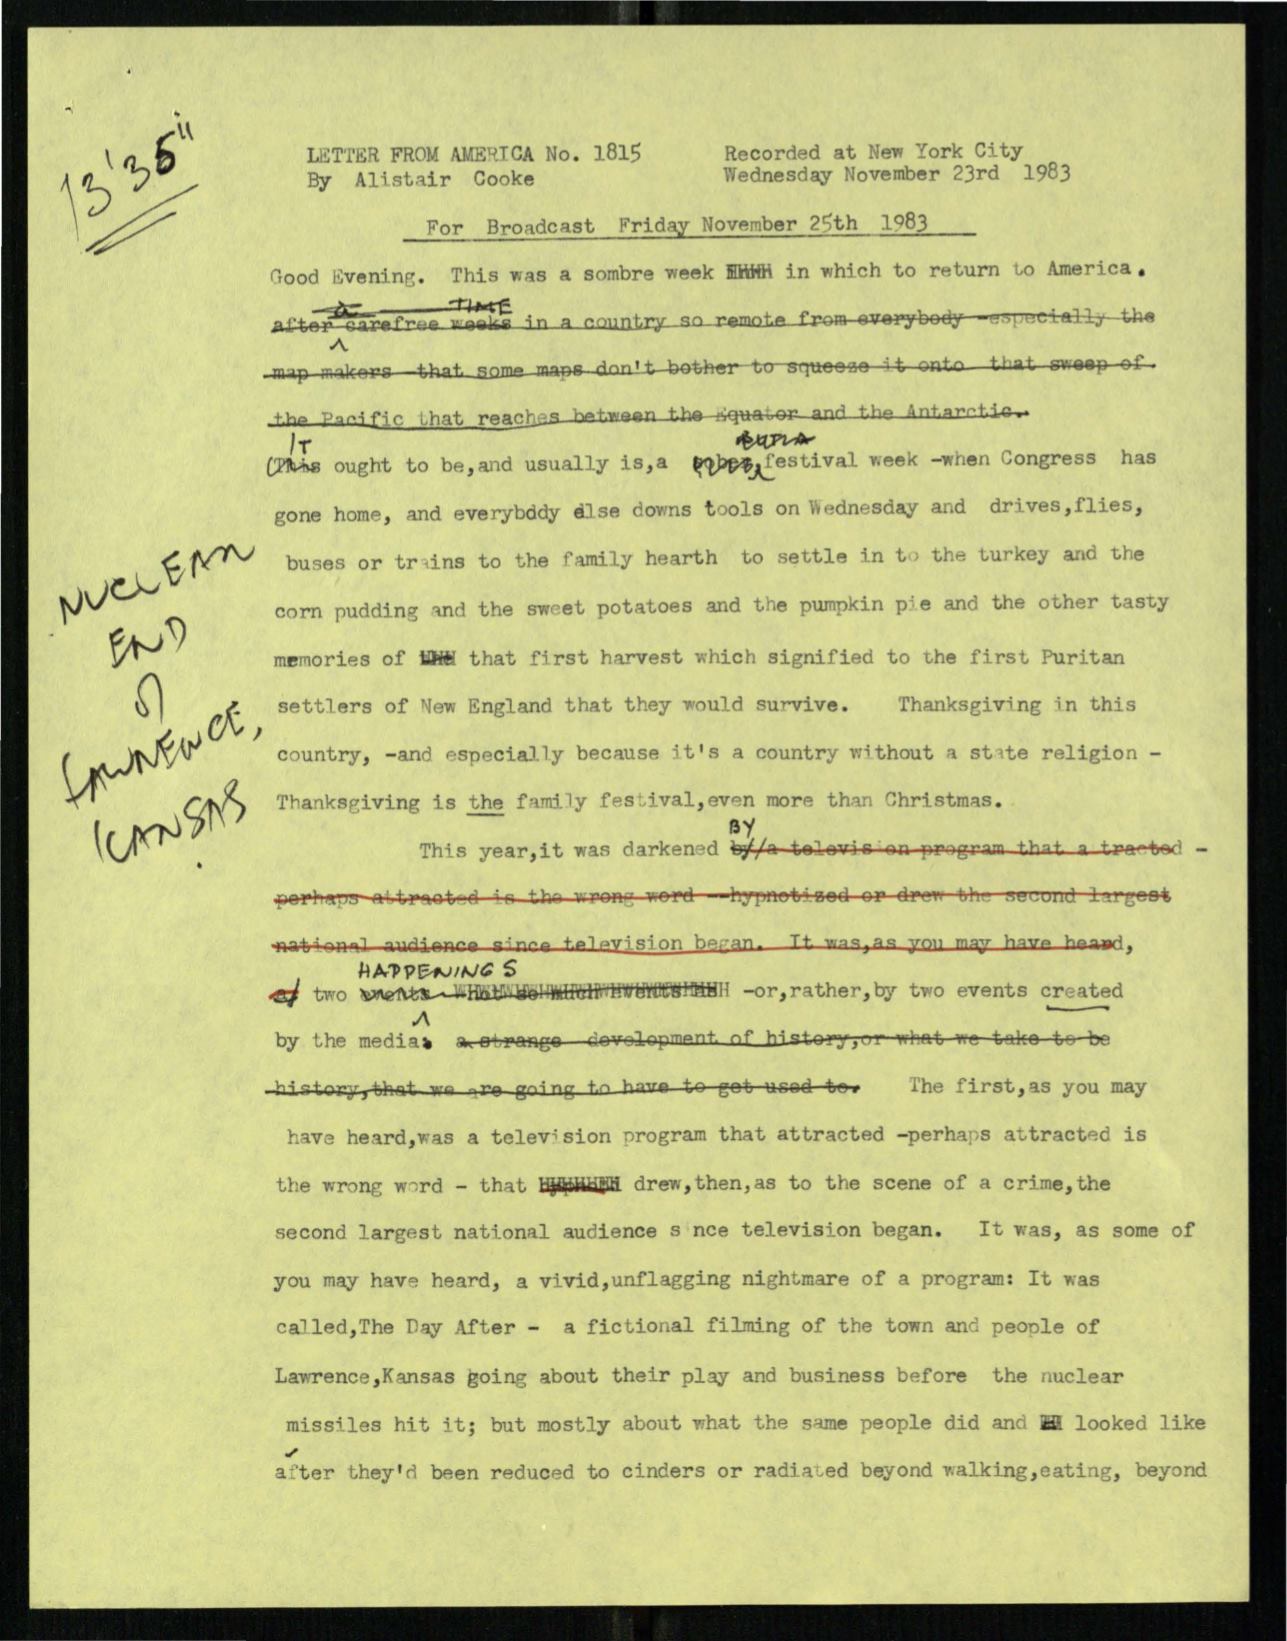 13'35"
LETTER FROM AMERICA No. 1815
By Alistair Cooke
Recorded at New York City
Wednesday November 23rd 1983
For Broadcast Friday November 25th 1983
Good Evening. This was a sombre week in which to return to America.
a TIME
after carefree weeks in a country so remote from everybody -especially the
map makers -that some maps don't bother to squeeze it onto that sweep of
the Pacific that reaches between the Equator and the Antarctic.
IT
(This ought to be,and usually is,a festival week -when Congress has
gone home, and everybddy else downs tools on Wednesday and drives,flies,
buses or trains to the family hearth to settle in to the turkey and the
corn pudding and the sweet potatoes and the pumpkin pie and the other tasty
memories of that first harvest which signified to the first Puritan
settlers of New England that they would survive. Thanksgiving in this
country, -and especially because it's a country without a state religion -
Thanksgiving is the family festival,even more than Christmas.
NUCLEAR
END
of
LAWRENCE,
KANSAS
BY
This year,it was darkened by/a television program that attracted -
perhaps attracted is the wrong word --hypnotized or drew the second largest
national audience since television began. It was,as you may have heard,
HAPPENINGS
a/ two events -not so much events as -or,rather,by two events created
by the media: a strange development of history,or what we take to be
history,that we are going to have to get used to. The first,as you may
have heard,was a television program that attracted -perhaps attracted is
the wrong word - that drew,then,as to the scene of a crime,the
second largest national audience s nce television began. It was, as some of
you may have heard, a vivid,unflagging nightmare of a program: It was
called,The Day After - a fictional filming of the town and people of
Lawrence,Kansas going about their play and business before the nuclear
missiles hit it; but mostly about what the same people did and looked like
after they'd been reduced to cinders or radiated beyond walking,eating, beyond